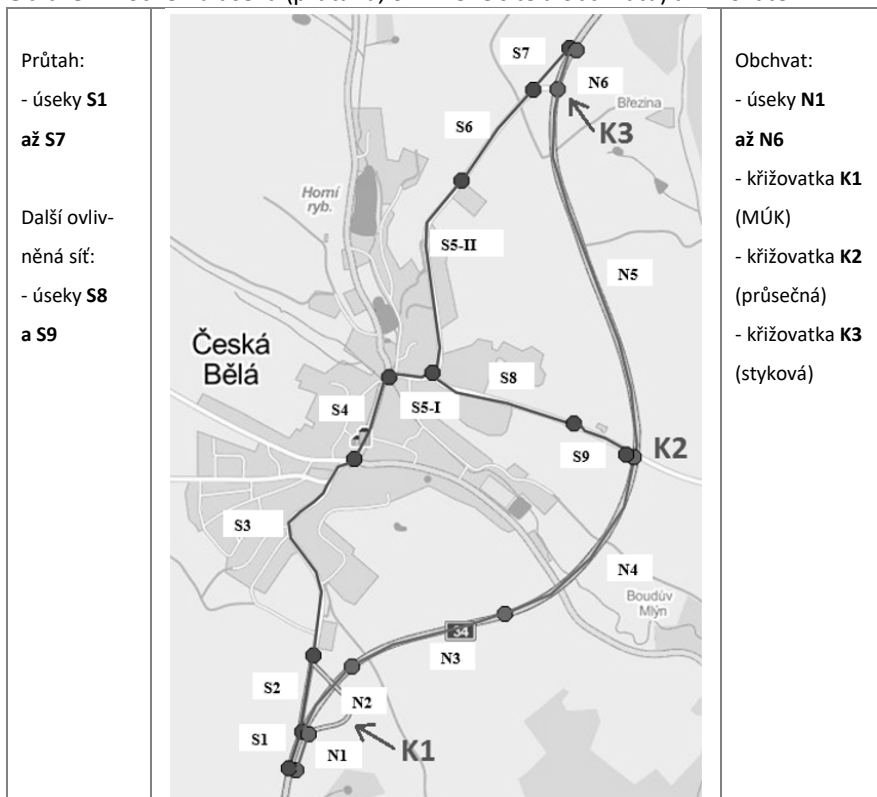 Průtah:
- úseky S1
až S7
Další ovliv-
něná síť:
- úseky S8
a S9
S7
N6
Březina
K3
S6
Horní
ryb.
S5-II
N5
Česká
Bělá
S8
S4
S5-I
S9
K2
S3
N4
Boudův
Mlýn
34
N3
S2
N2
S1
N1
K1
Obchvat:
- úseky N1
až N6
- křižovatka K1
(MÚK)
- křižovatka K2
(průsečná)
- křižovatka K3
(styková)